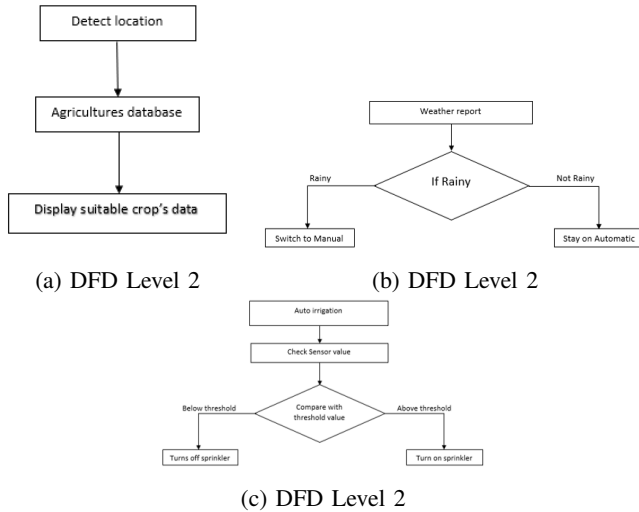 Detect location
Agricultures database
Display suitable crop's data
(a) DFD Level 2
Weather report
If Rainy
Rainy
Not Rainy
Switch to Manual
Stay on Automatic
(b) DFD Level 2
Auto irrigation
Check Sensor value
Compare with
threshold value
Below threshold
Above threshold
Turns off sprinkler
Turn on sprinkler
(c) DFD Level 2